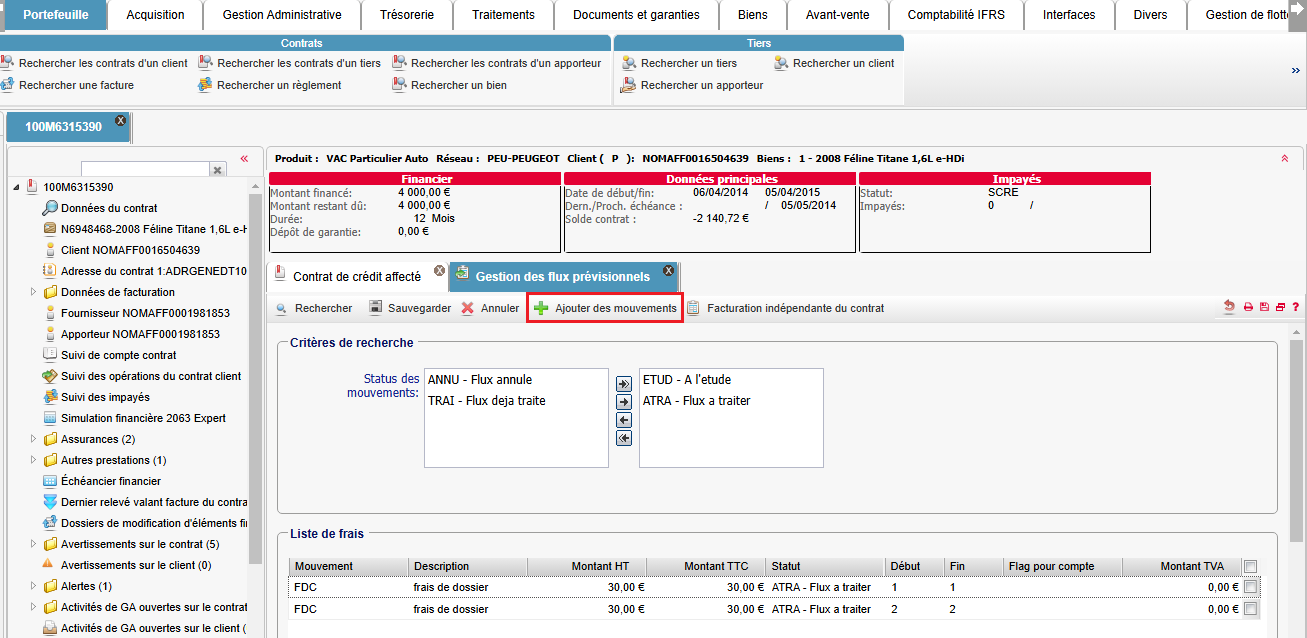 Portefeuille Acquisition Gestion Administrative Trésorerie Traitements Documents et garanties Biens Avant-vente Comptabilité IFRS Interfaces Divers Gestion de flott
Contrats Tiers
Rechercher les contrats d'un client Rechercher les contrats d'un tiers Rechercher les contrats d'un apporteur Rechercher un tiers Rechercher un client
Rechercher une facture Rechercher un règlement Rechercher un bien Rechercher un apporteur
100M6315390
Produit : VAC Particulier Auto Réseau : PEU-PEUGEOT Client ( P ): NOMAFF0016504639 Biens : 1 - 2008 Féline Titane 1,6L e-HDi
Financier Données principales Impayés
Montant financé: 4 000,00 € Date de début/fin: 06/04/2014 05/04/2015 Statut: SCRE
Montant restant dû: 4 000,00 € Dern./Proch. échéance : / 05/05/2014 Impayés: 0 /
Durée: 12 Mois Solde contrat : -2 140,72 €
Dépôt de garantie: 0,00 €
100M6315390
Données du contrat
N6948468-2008 Féline Titane 1,6L e-H
Client NOMAFF0016504639
Adresse du contrat 1:ADRGENEDT10
Données de facturation
Fournisseur NOMAFF0001981853
Apporteur NOMAFF0001981853
Suivi de compte contrat
Suivi des opérations du contrat client
Suivi des impayés
Simulation financière 2063 Expert
Assurances (2)
Autres prestations (1)
Échéancier financier
Dernier relevé valant facture du contra
Dossiers de modification d'éléments fi
Avertissements sur le contrat (5)
Avertissements sur le client (0)
Alertes (1)
Activités de GA ouvertes sur le contrat
Activités de GA ouvertes sur le client (
Contrat de crédit affecté Gestion des flux prévisionnels
Rechercher Sauvegarder Annuler Ajouter des mouvements Facturation indépendante du contrat
Critères de recherche
Status des mouvements:
ANNU - Flux annule
TRAI - Flux deja traite
ETUD - A l'etude
ATRA - Flux a traiter
Liste de frais
Mouvement Description Montant HT Montant TTC Statut Début Fin Flag pour compte Montant TVA
FDC frais de dossier 30,00 € 30,00 € ATRA - Flux a traiter 1 1 0,00 €
FDC frais de dossier 30,00 € 30,00 € ATRA - Flux a traiter 2 2 0,00 €